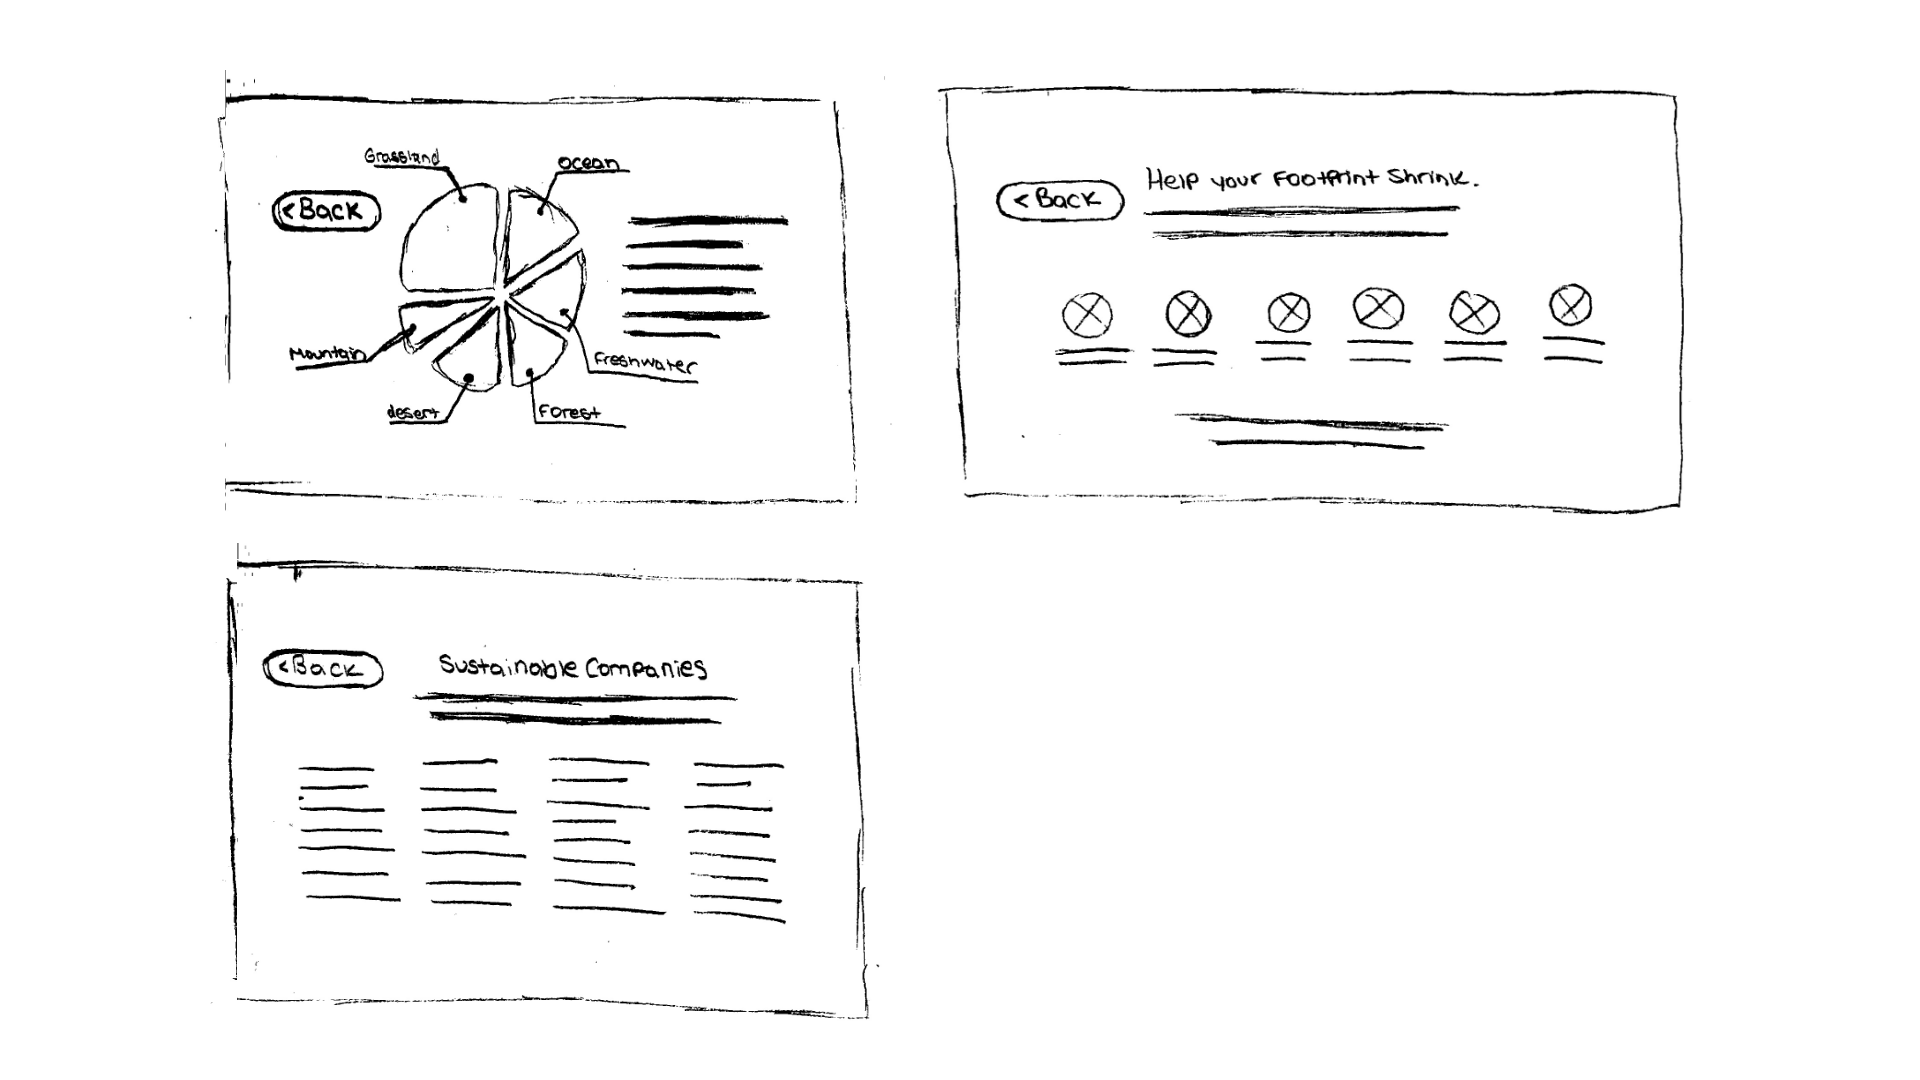 Grassland
ocean
<Back
Mountain
Freshwater
desert
Forest
<Back
Help your Footprint Shrink.
<Back
Sustainable Companies